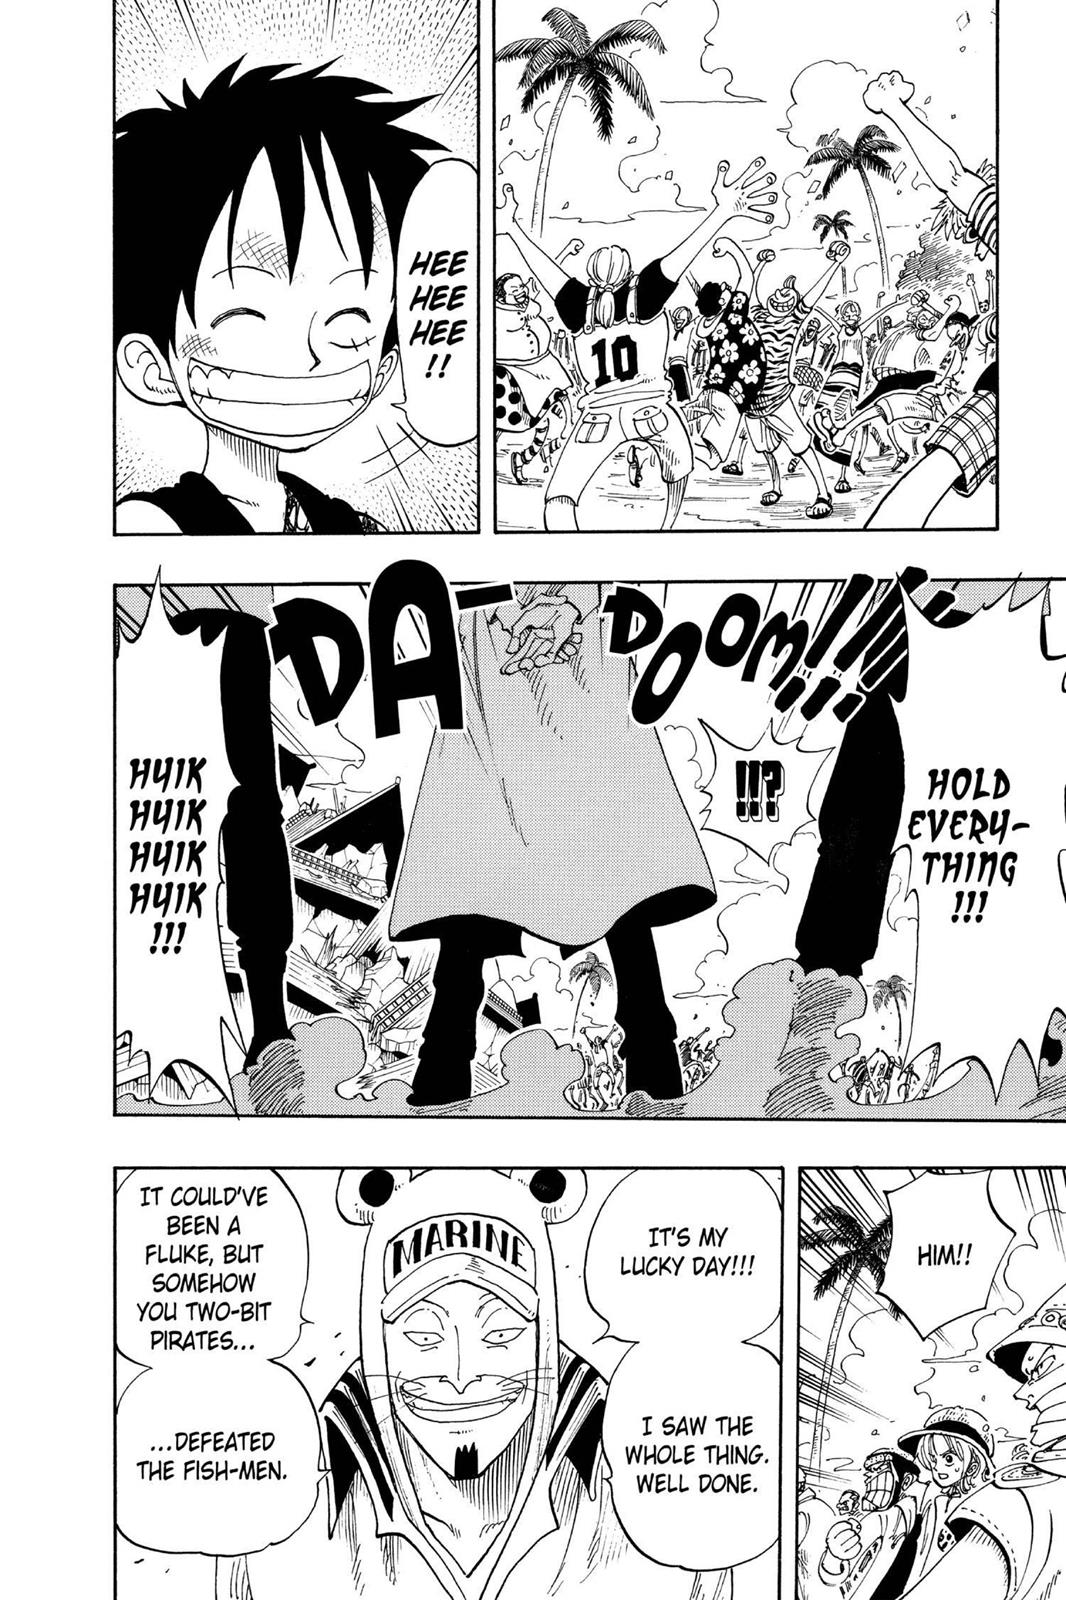 10
HEE
HEE
HEE
!!
DA-
DOOM!!!
HOLD
EVERY-
THING
!!!
!!?
HYIK
HYIK
HYIK
HYIK
!!!
HIM!!
IT'S MY
LUCKY DAY!!!
I SAW THE
WHOLE THING.
WELL DONE.
MARINE
IT COULD'VE
BEEN A
FLUKE, BUT
SOMEHOW
YOU TWO-BIT
PIRATES...
...DEFEATED
THE FISH-MEN.